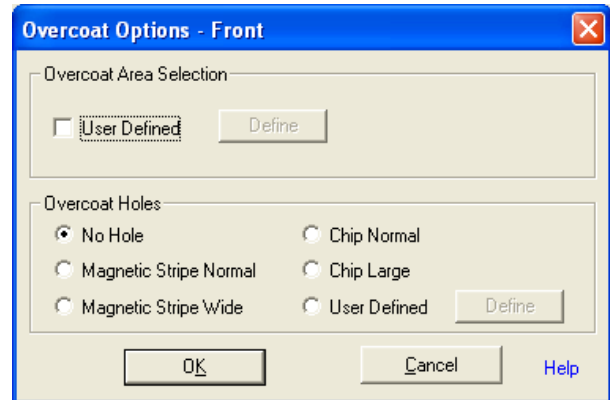 Overcoat Options - Front
Overcoat Area Selection
User Defined Define
Overcoat Holes
No Hole Chip Normal
Magnetic Stripe Normal Chip Large
Magnetic Stripe Wide User Defined Define
OK Cancel Help